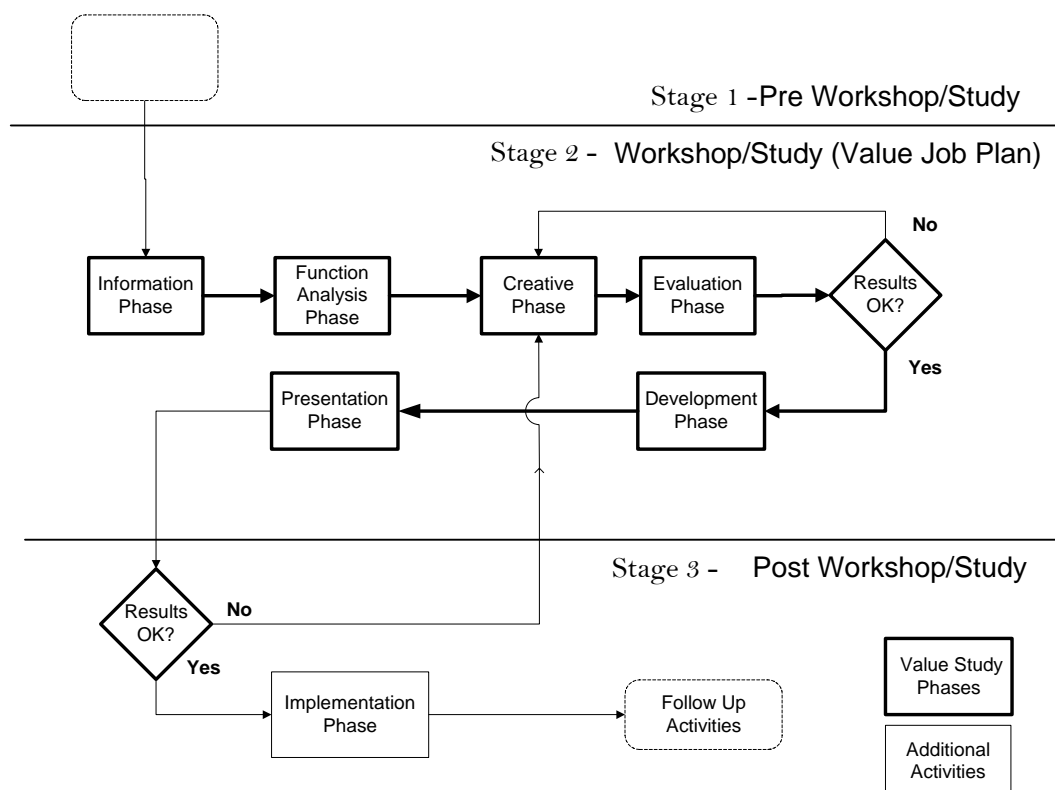 Stage 1 -Pre Workshop/Study
Stage 2 - Workshop/Study (Value Job Plan)
No
Information
Phase
Function
Analysis
Phase
Creative
Phase
Evaluation
Phase
Results
OK?
Yes
Presentation
Phase
Development
Phase
Stage 3 - Post Workshop/Study
Results
OK?
No
Yes
Implementation
Phase
Follow Up
Activities
Value Study
Phases
Additional
Activities